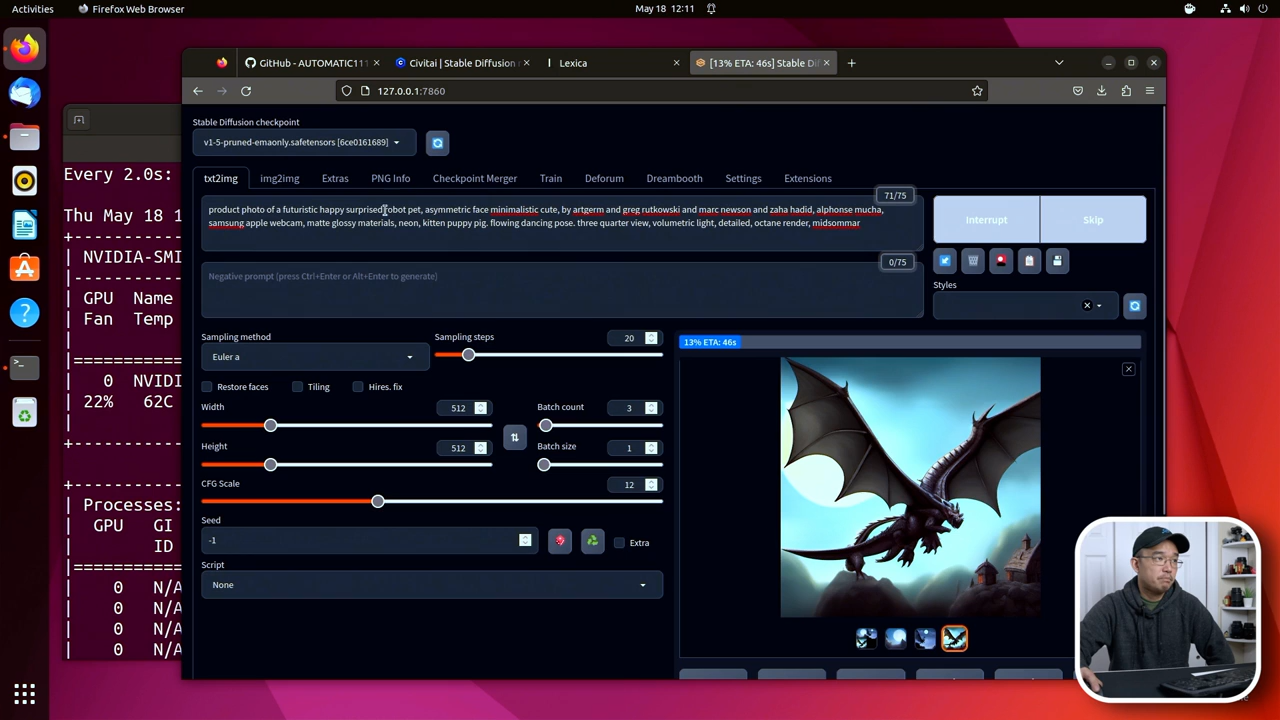 Activities Firefox Web Browser May 18 12:11
GitHub - AUTOMATIC111 Civitai | Stable Diffusion Lexica [13% ETA: 46s] Stable Dif
127.0.0.1:7860
Every 2.0s:
Thu May 18 1
NVIDIA-SMI
GPU Name
Fan Temp
0 NVIDI
22% 62C
Processes:
GPU GI
ID
0 N/A
0 N/A
0 N/A
0 N/A
Stable Diffusion checkpoint
v1-5-pruned-emaonly.safetensors [6ce0161689]
txt2img img2img Extras PNG Info Checkpoint Merger Train Deforum Dreambooth Settings Extensions
71/75
product photo of a futuristic happy surprised robot pet, asymmetric face minimalistic cute, by artgerm and greg rutkowski and marc newson and zaha hadid, alphonse mucha,
samsung apple webcam, matte glossy materials, neon, kitten puppy pig. flowing dancing pose. three quarter view, volumetric light, detailed, octane render, midsommar
Interrupt Skip
0/75
Negative prompt (press Ctrl+Enter or Alt+Enter to generate)
Styles
Sampling method
Euler a
Sampling steps
20
13% ETA: 46s
Restore faces Tiling Hires. fix
Width
512
Batch count
3
Height
512
Batch size
1
CFG Scale
12
Seed
-1
Extra
Script
None